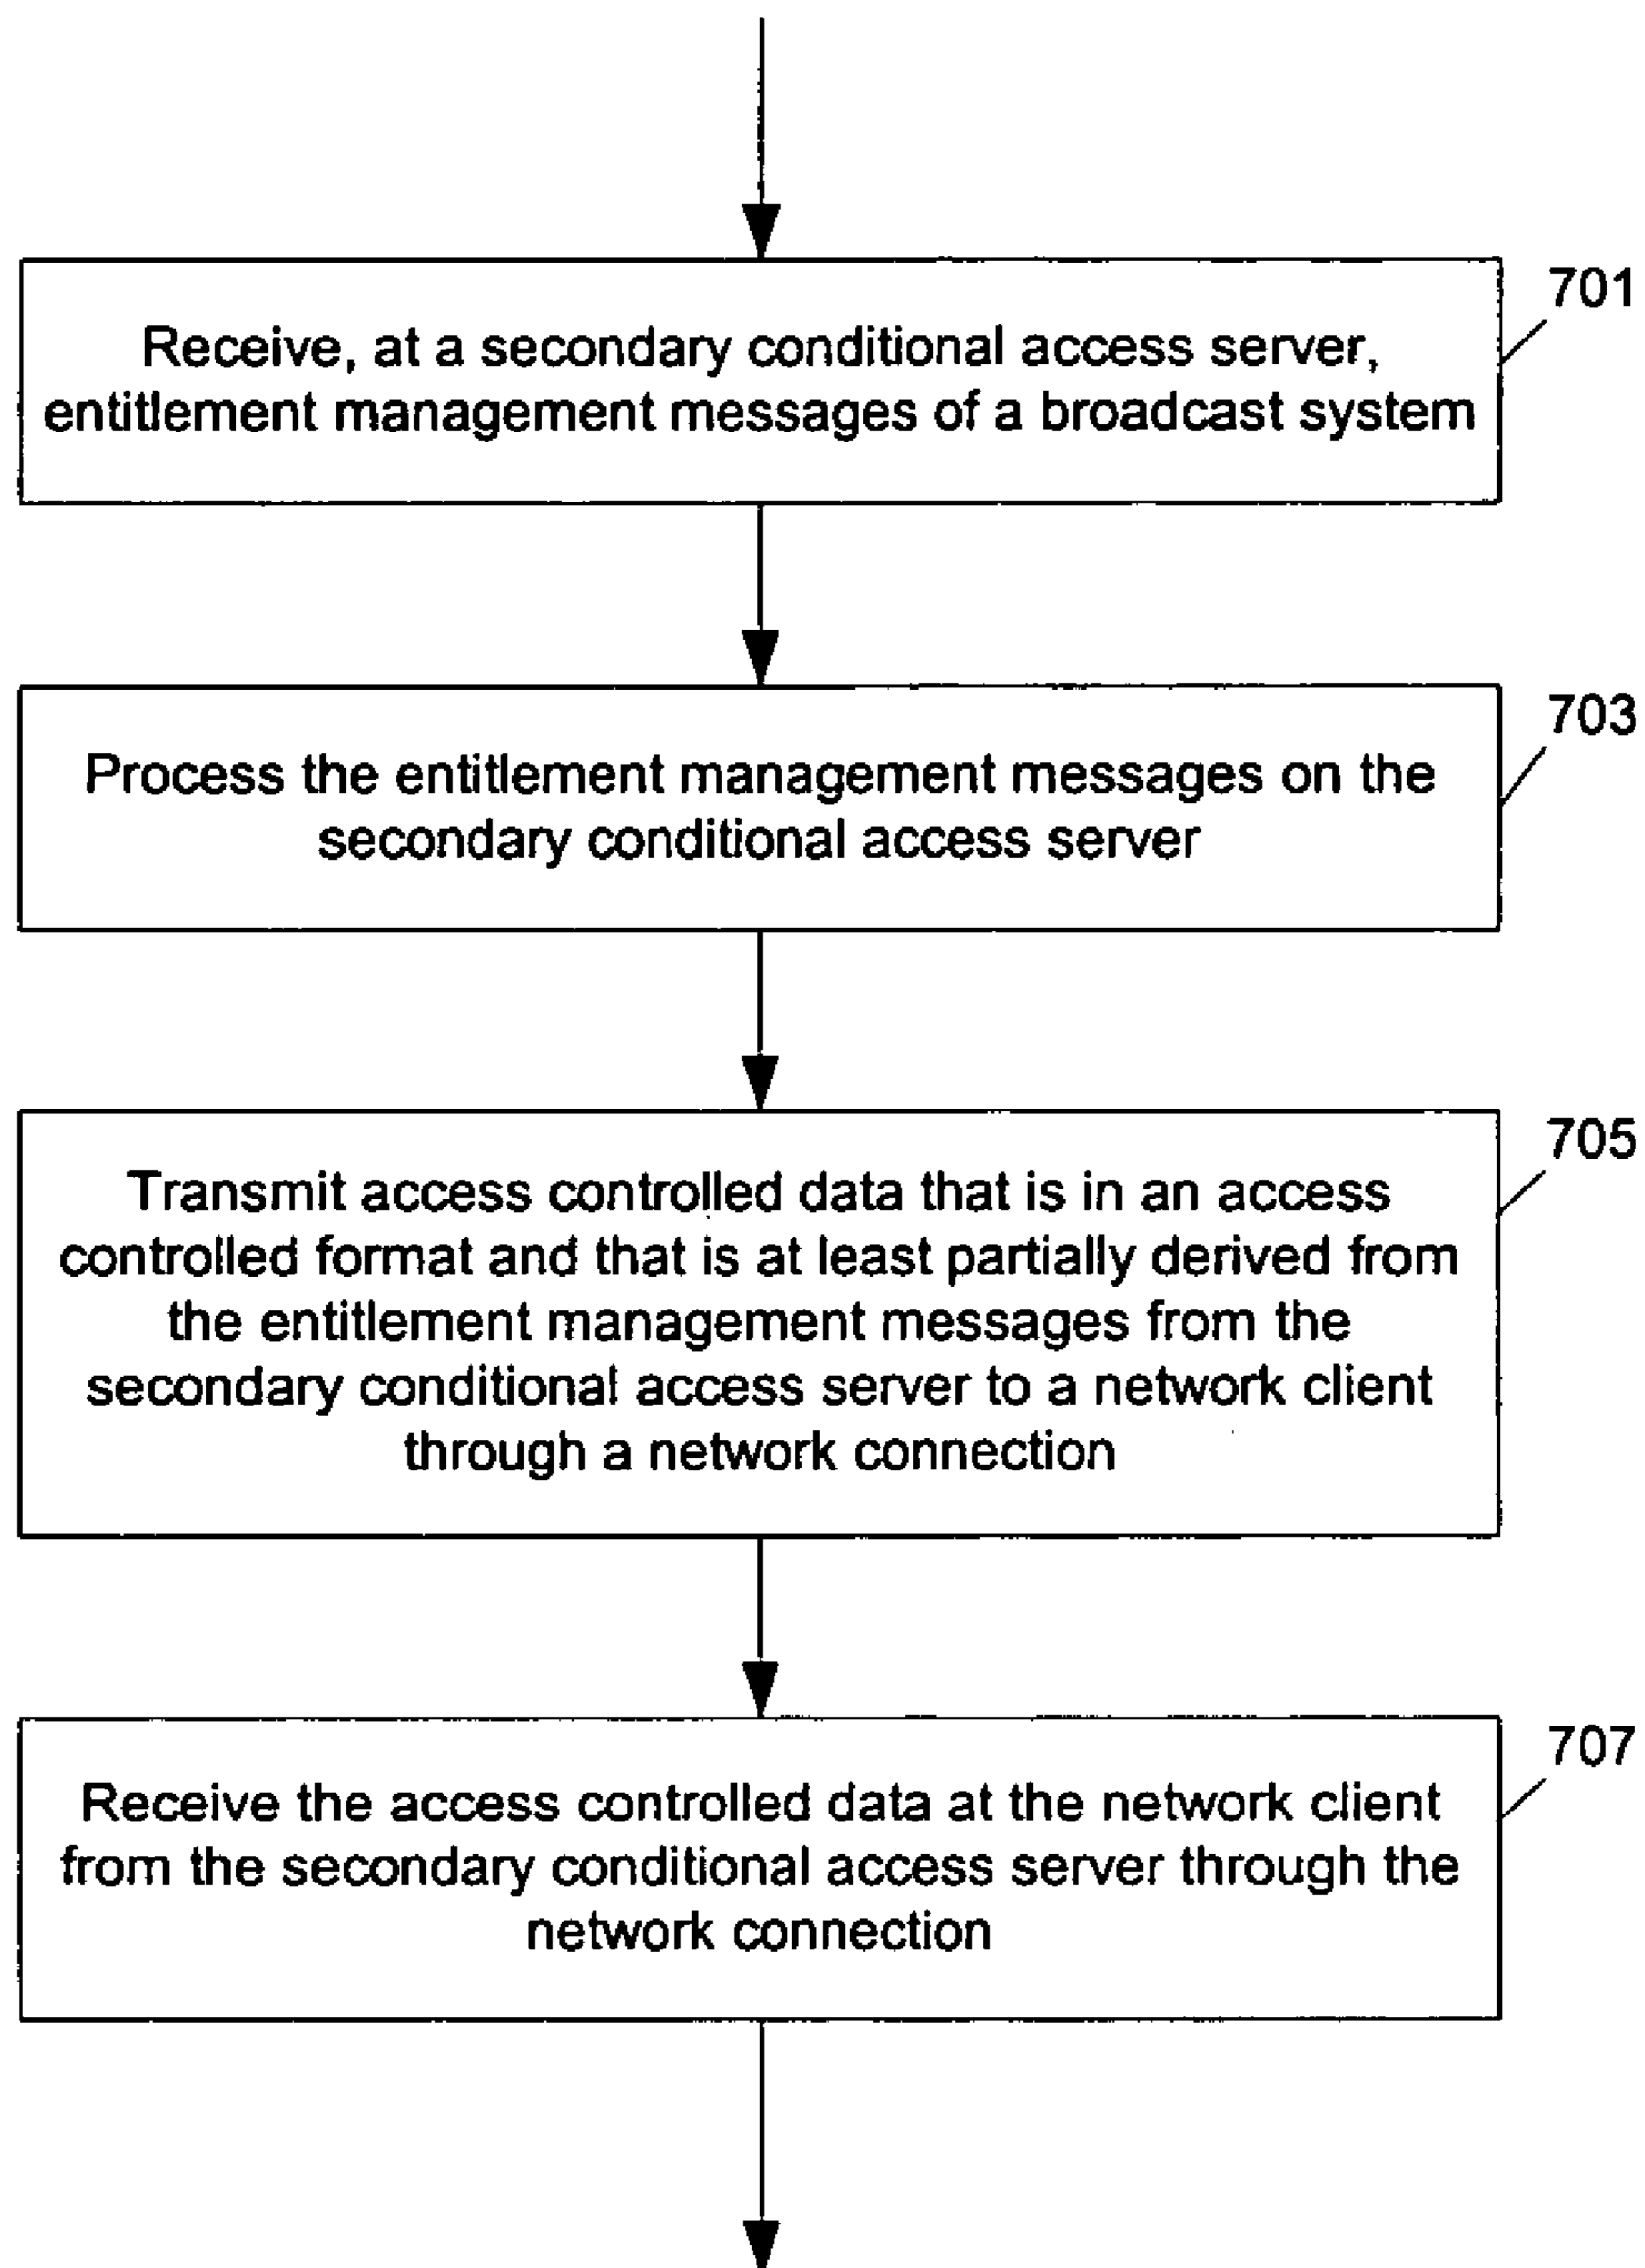 701
Receive, at a secondary conditional access server,
entitlement management messages of a broadcast system
703
Process the entitlement management messages on the
secondary conditional access server
705
Transmit access controlled data that is in an access
controlled format and that is at least partially derived from
the entitlement management messages from the
secondary conditional access server to a network client
through a network connection
707
Receive the access controlled data at the network client
from the secondary conditional access server through the
network connection